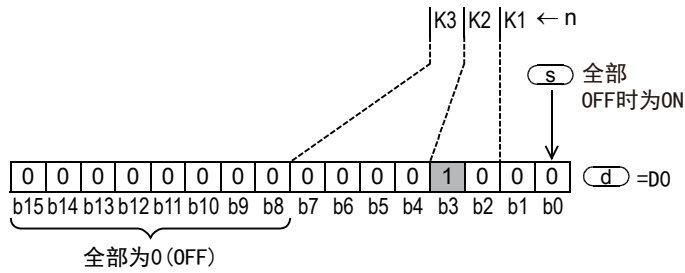 K3 K2 K1 ← n
s 全部
OFF时为ON
0 0 0 0 0 0 0 0 0 0 0 0 1 0 0 0 d =D0
b15 b14 b13 b12 b11 b10 b9 b8 b7 b6 b5 b4 b3 b2 b1 b0
全部为0(OFF)